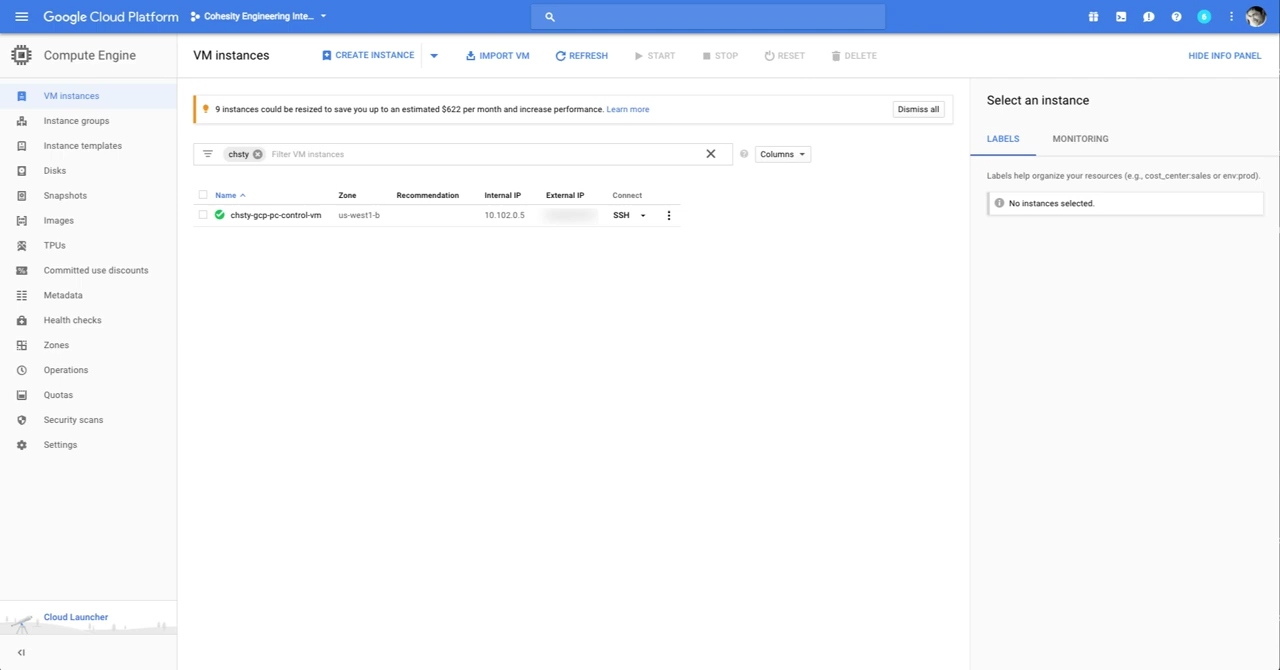 Google Cloud Platform
Cohesity Engineering Inte...
6
Compute Engine
VM instances
CREATE INSTANCE
IMPORT VM
REFRESH
START
STOP
RESET
DELETE
HIDE INFO PANEL
VM instances
Instance groups
Instance templates
Disks
Snapshots
Images
TPUs
Committed use discounts
Metadata
Health checks
Zones
Operations
Quotas
Security scans
Settings
Cloud Launcher
9 instances could be resized to save you up to an estimated $622 per month and increase performance. Learn more
Dismiss all
chsty
Filter VM instances
Columns
Name Zone Recommendation Internal IP External IP Connect
chsty-gcp-pc-control-vm us-west1-b 10.102.0.5 SSH
Select an instance
LABELS
MONITORING
Labels help organize your resources (e.g., cost_center:sales or env:prod).
No instances selected.